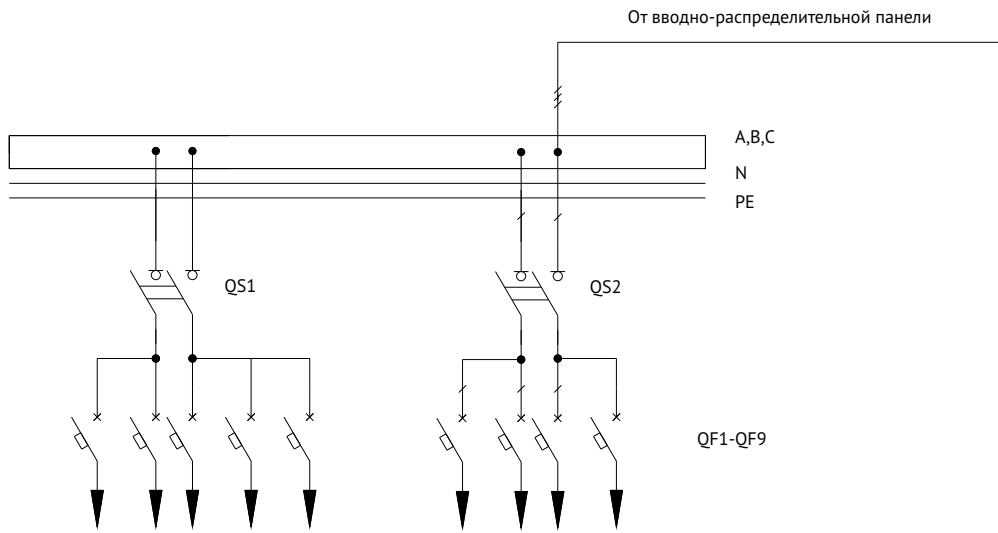 От вводно-распределительной панели
A,B,C
N
PE
QS1
QS2
QF1-QF9